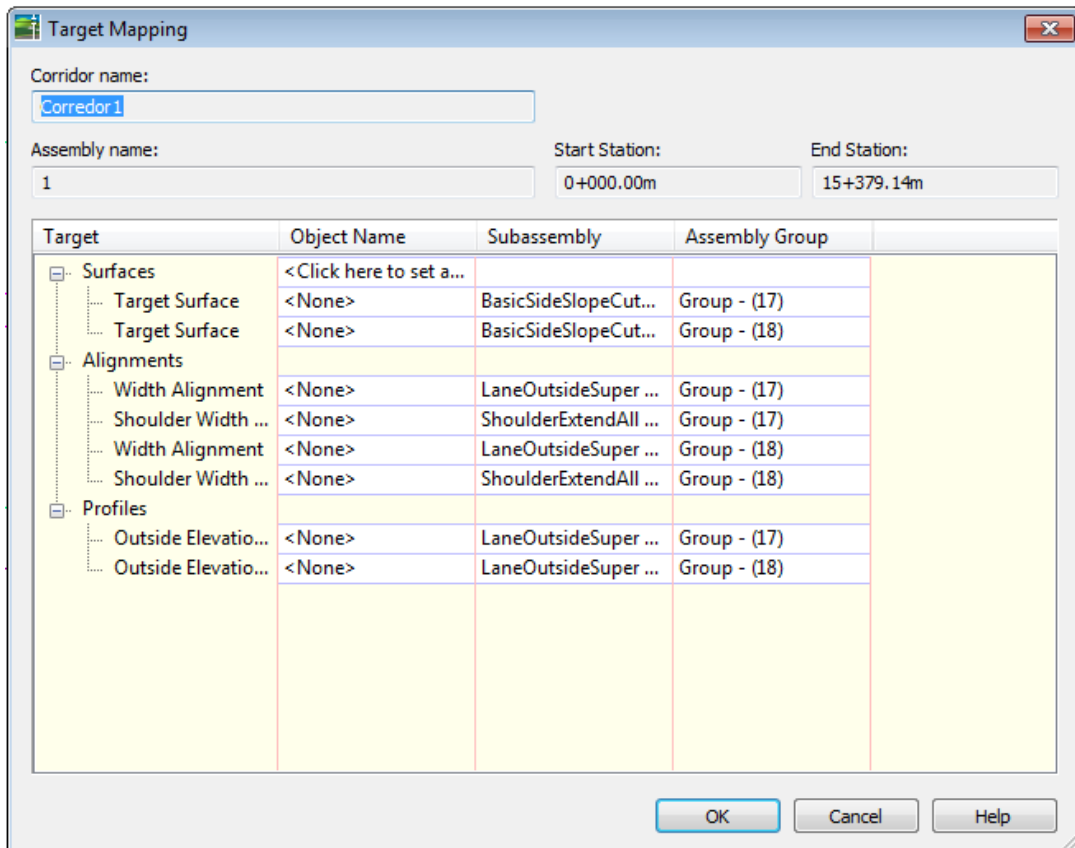 Target Mapping
Corridor name:
Corredor1
Assembly name: Start Station: End Station:
1 0+000.00m 15+379.14m
Target Object Name Subassembly Assembly Group
Surfaces <Click here to set a...
Target Surface <None> BasicSideSlopeCut... Group - (17)
Target Surface <None> BasicSideSlopeCut... Group - (18)
Alignments
Width Alignment <None> LaneOutsideSuper ... Group - (17)
Shoulder Width ... <None> ShoulderExtendAll ... Group - (17)
Width Alignment <None> LaneOutsideSuper ... Group - (18)
Shoulder Width ... <None> ShoulderExtendAll ... Group - (18)
Profiles
Outside Elevatio... <None> LaneOutsideSuper ... Group - (17)
Outside Elevatio... <None> LaneOutsideSuper ... Group - (18)
OK Cancel Help